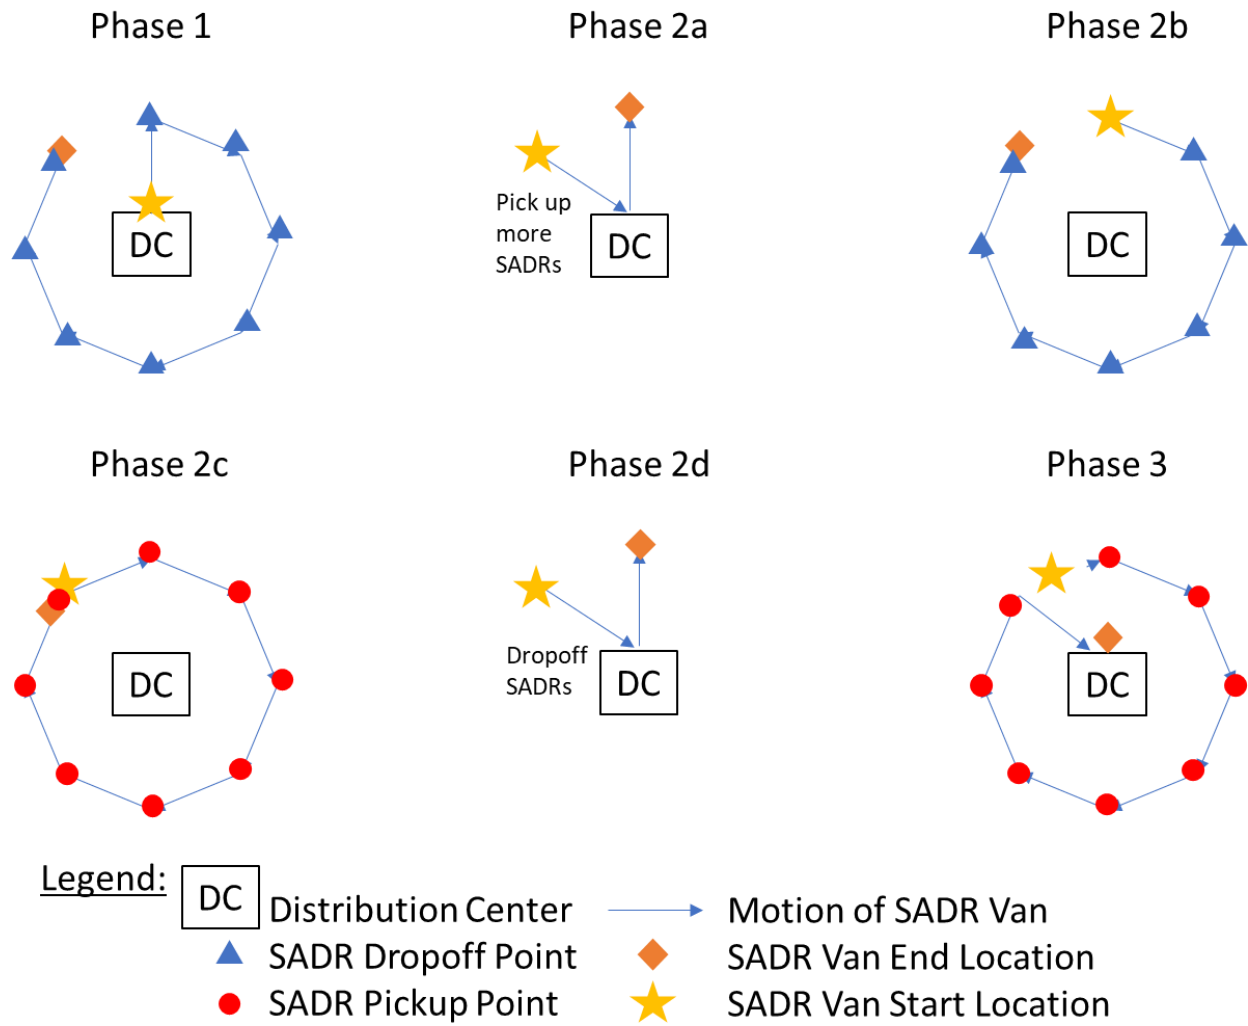 Phase 1
Phase 2a
Phase 2b
DC
Pick up
more
SADRs
DC
DC
Phase 2c
Phase 2d
Phase 3
DC
Dropoff
SADRs
DC
DC
Legend:
DC
Distribution Center
Motion of SADR Van
SADR Dropoff Point
SADR Van End Location
SADR Pickup Point
SADR Van Start Location